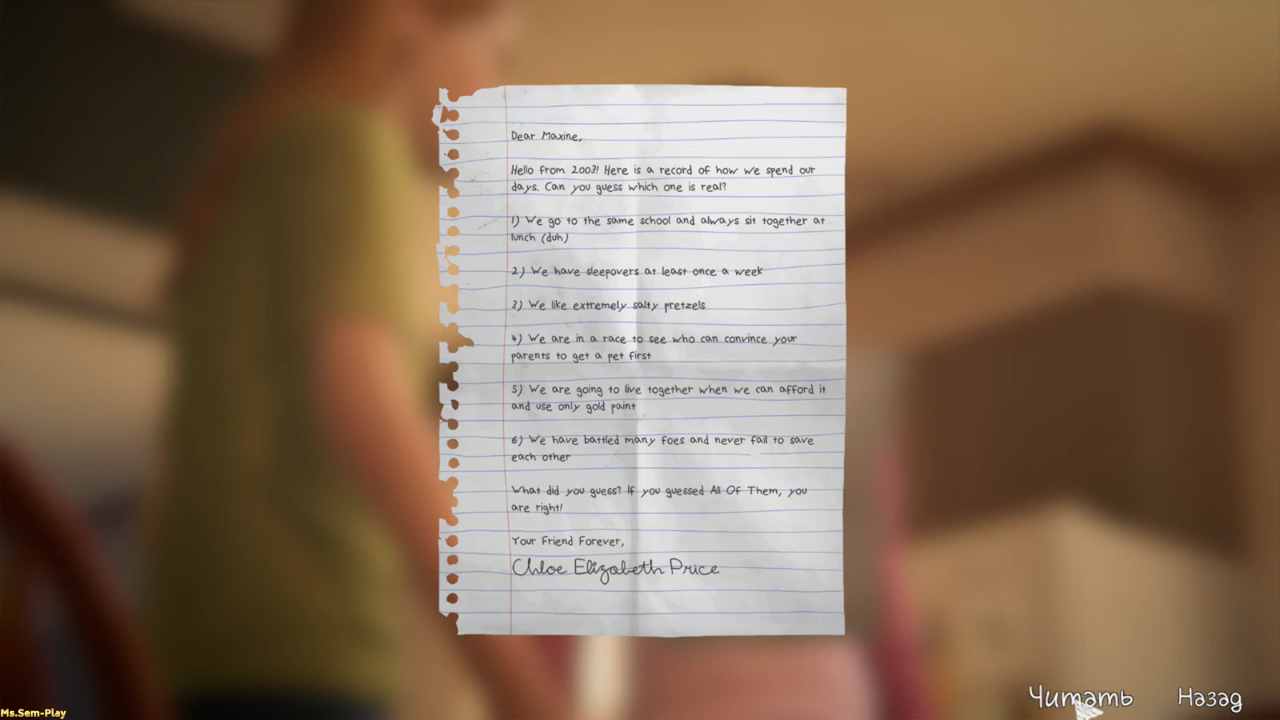 Dear Maxine,
Hello from 2003! Here is a record of how we spend our
days. Can you guess which one is real?
1) We go to the same school and always sit together at
lunch (duh)
2) We have sleepovers at least once a week
3) We like extremely salty pretzels
4) We are in a race to see who can convince your
parents to get a pet first
5) We are going to live together when we can afford it
and use only gold paint
6) We have battled many foes and never fail to save
each other
What did you guess? If you guessed All Of Them, you
are right!
Your Friend Forever,
Chloe Elizabeth Price
Читать Назад
Ms.Sem-Play